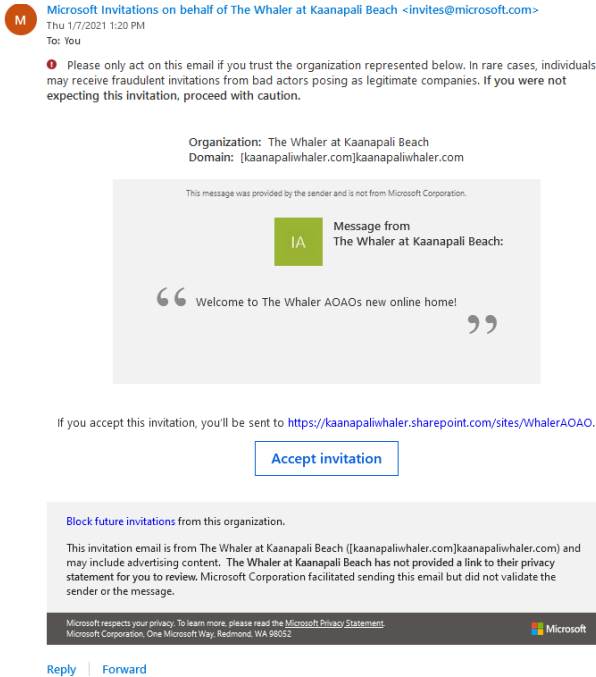 M
Microsoft Invitations on behalf of The Whaler at Kaanapali Beach <invites@microsoft.com>
Thu 1/7/2021 1:20 PM
To: You
Please only act on this email if you trust the organization represented below. In rare cases, individuals
may receive fraudulent invitations from bad actors posing as legitimate companies. If you were not
expecting this invitation, proceed with caution.
Organization: The Whaler at Kaanapali Beach
Domain: [kaanapaliwhaler.com]kaanapaliwhaler.com
This message was provided by the sender and is not from Microsoft Corporation.
IA
Message from
The Whaler at Kaanapali Beach:
“ Welcome to The Whaler AOAOs new online home! ”
If you accept this invitation, you’ll be sent to https://kaanapaliwhaler.sharepoint.com/sites/WhalerAOAO.
Accept invitation
Block future invitations from this organization.
This invitation email is from The Whaler at Kaanapali Beach ([kaanapaliwhaler.com]kaanapaliwhaler.com) and
may include advertising content. The Whaler at Kaanapali Beach has not provided a link to their privacy
statement for you to review. Microsoft Corporation facilitated sending this email but did not validate the
sender or the message.
Microsoft respects your privacy. To learn more, please read the Microsoft Privacy Statement.
Microsoft Corporation, One Microsoft Way, Redmond, WA 98052
Microsoft
Reply | Forward